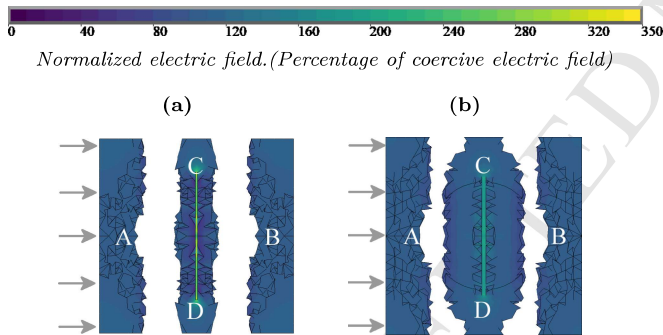 0 40 80 120 160 200 240 280 320 350
Normalized electric field.(Percentage of coercive electric field)
(a) (b)
C C
A B A B
D D